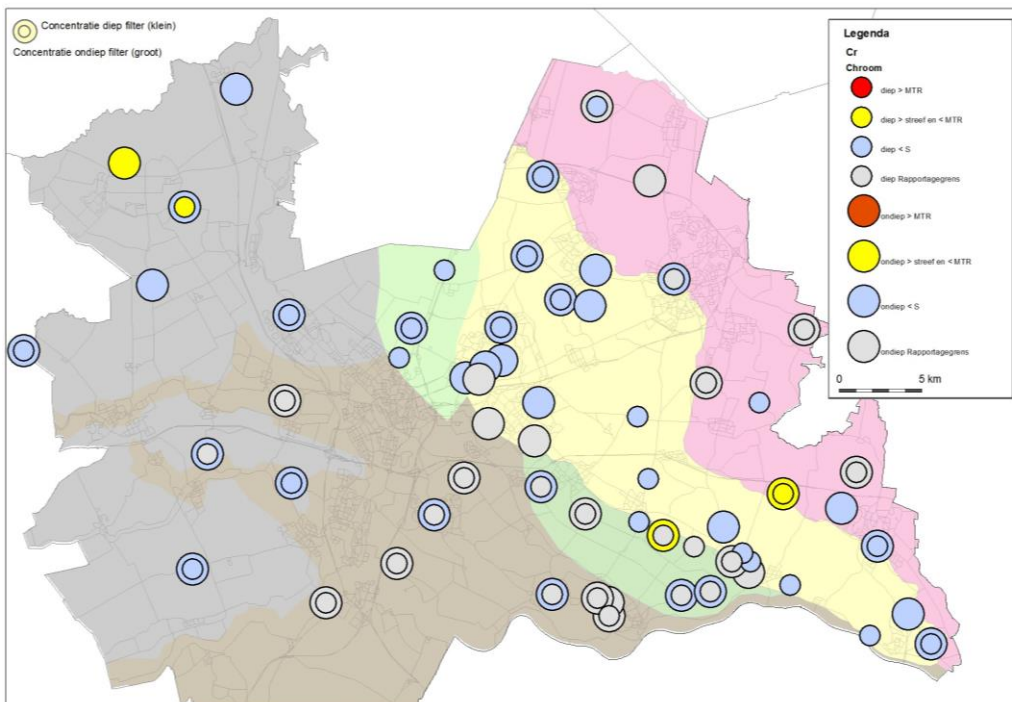 Concentratie diep filter (klein)
Concentratie ondiep filter (groot)
Legenda
Cr
Chroom
diep > MTR
diep > streef en < MTR
diep < S
diep Rapportagegrens
ondiep > MTR
ondiep > streef en < MTR
ondiep < S
ondiep Rapportagegrens
0 5 km